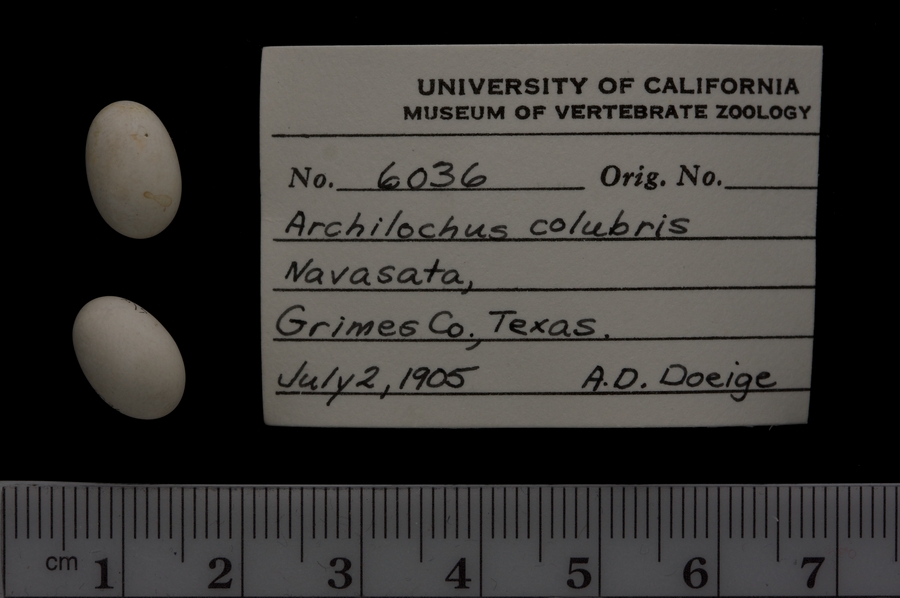 UNIVERSITY OF CALIFORNIA
MUSEUM OF VERTEBRATE ZOOLOGY
No. 6036 Orig. No.
Archilochus colubris
Navasata,
Grimes Co., Texas.
July 2, 1905 A.D. Doeige
cm 1 2 3 4 5 6 7